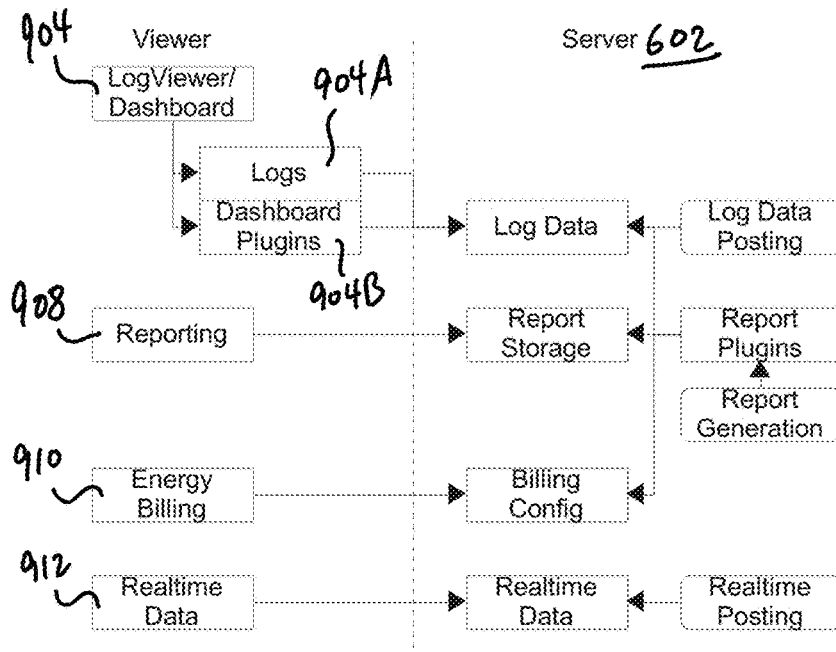 904
Viewer
Server 602
LogViewer/
Dashboard
904A
Logs
Dashboard
Plugins
Log Data
Log Data
Posting
904B
908
Reporting
Report
Storage
Report
Plugins
Report
Generation
910
Energy
Billing
Billing
Config
912
Realtime
Data
Realtime
Data
Realtime
Posting